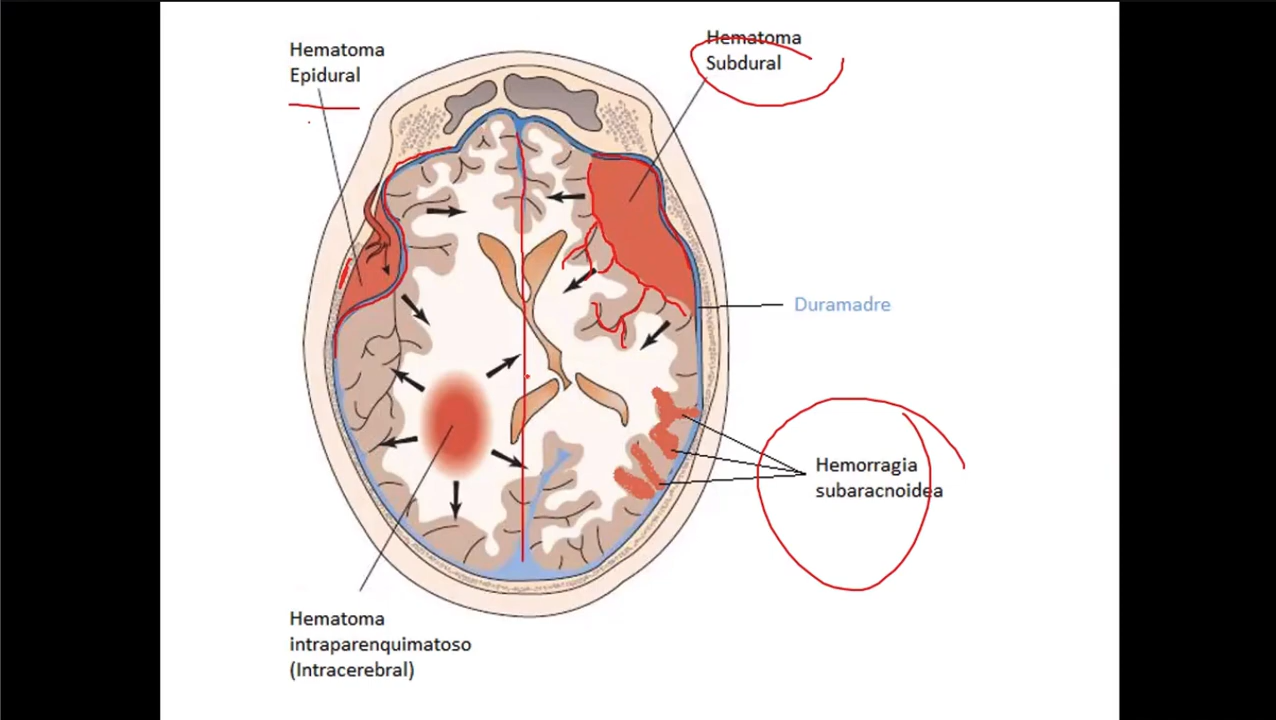 Hematoma
Epidural
Hematoma
Subdural
Duramadre
Hemorragia
subaracnoidea
Hematoma
intraparenquimatoso
(Intracerebral)